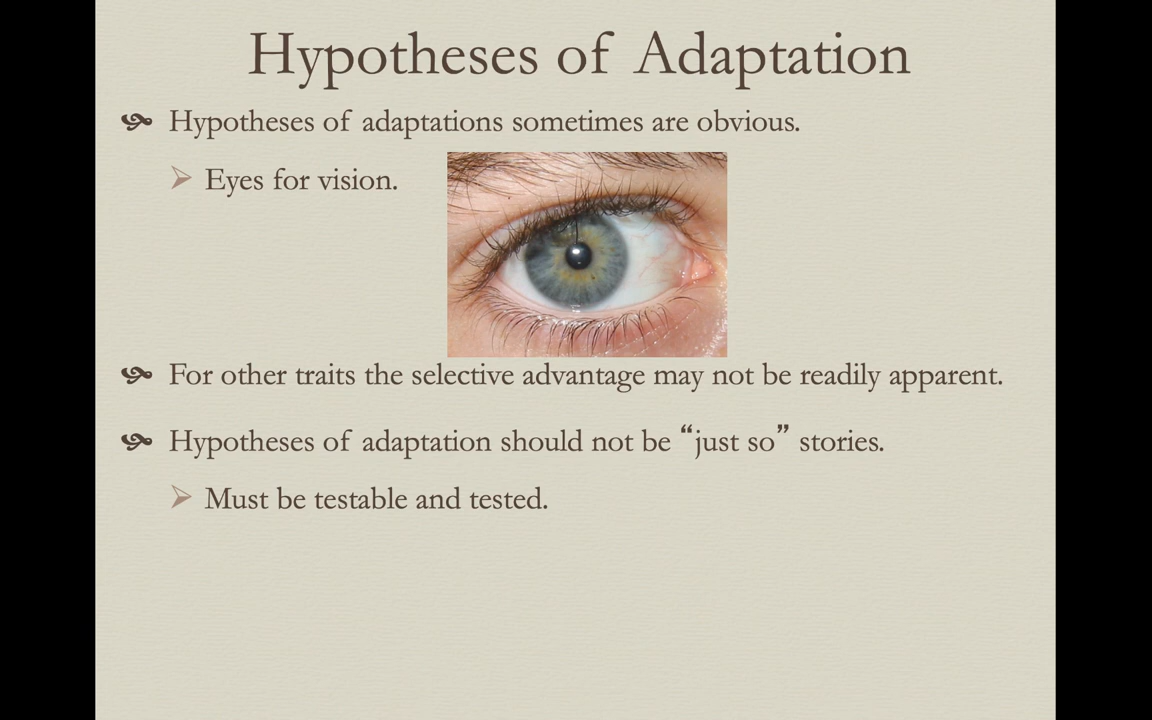 Hypotheses of Adaptation
Hypotheses of adaptations sometimes are obvious.
Eyes for vision.
For other traits the selective advantage may not be readily apparent.
Hypotheses of adaptation should not be “just so” stories.
Must be testable and tested.